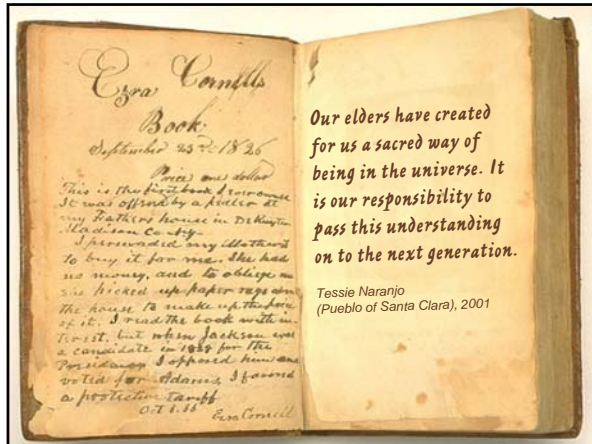 Ezra Cornell's
Book.
September 23rd 1826
Price one dollar
This is the first book I ever owned
It was offered by a pedler at
my Fathers house in DeRuyter
Madison Co Ny.
I perswaded my Mother
to buy it for me. She had
no money, and to oblige me
she picked up paper rags about
the house to make up the price
of it. I read the book with in-
terest, but when Jackson was
a candidate in 1828 for the
Presidency I opposed him and
voted for Adams, I favored
a protective tariff
Oct 6.66
Ezra Cornell
Our elders have created
for us a sacred way of
being in the universe. It
is our responsibility to
pass this understanding
on to the next generation.
Tessie Naranjo
(Pueblo of Santa Clara), 2001